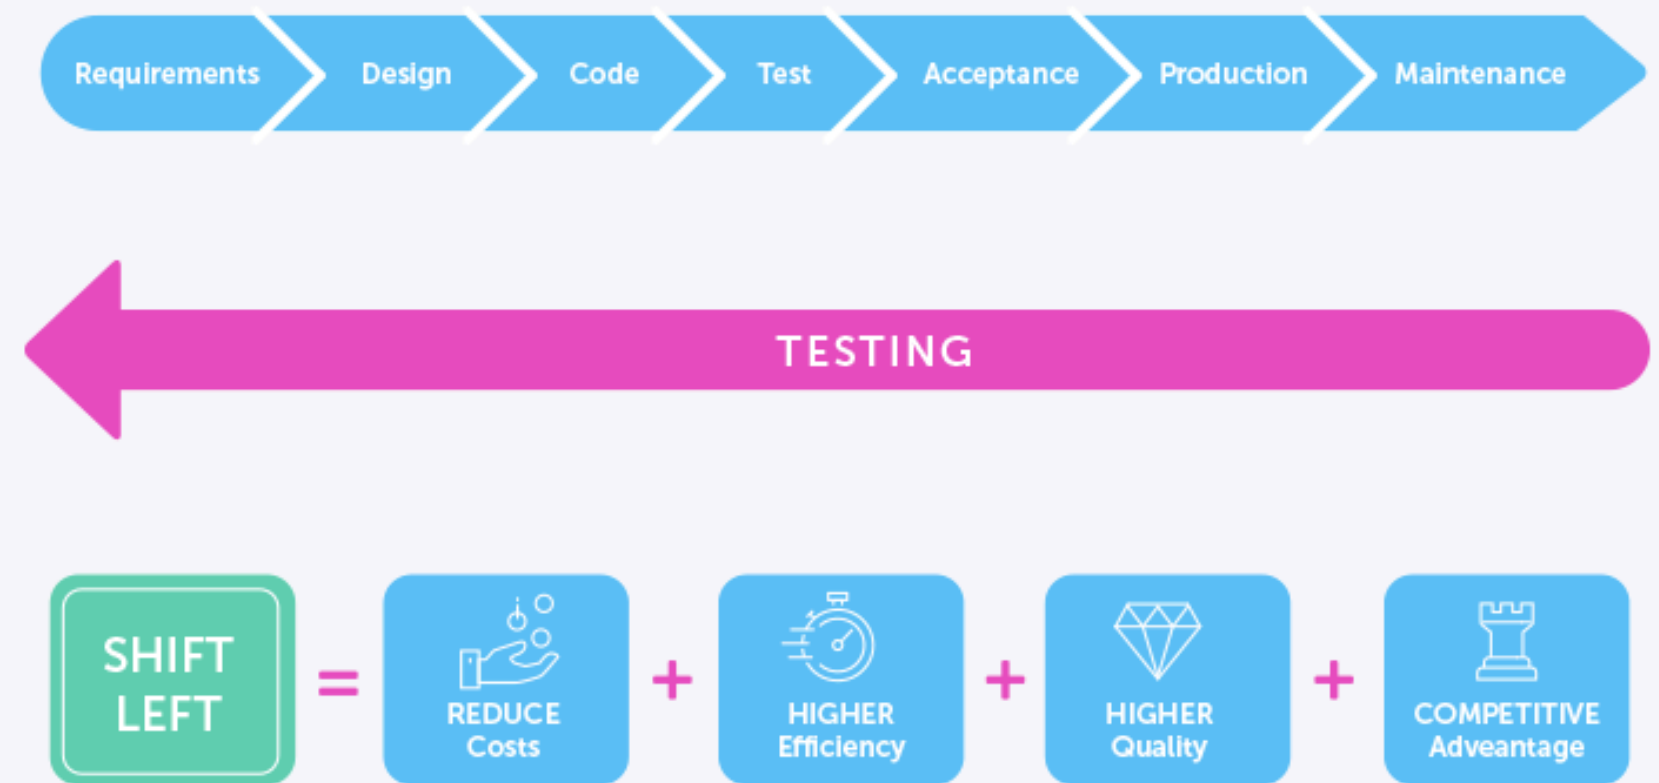 Requirements Design Code Test Acceptance Production Maintenance
TESTING
SHIFT
LEFT
=
REDUCE
Costs
+
HIGHER
Efficiency
+
HIGHER
Quality
+
COMPETITIVE
Adveantage